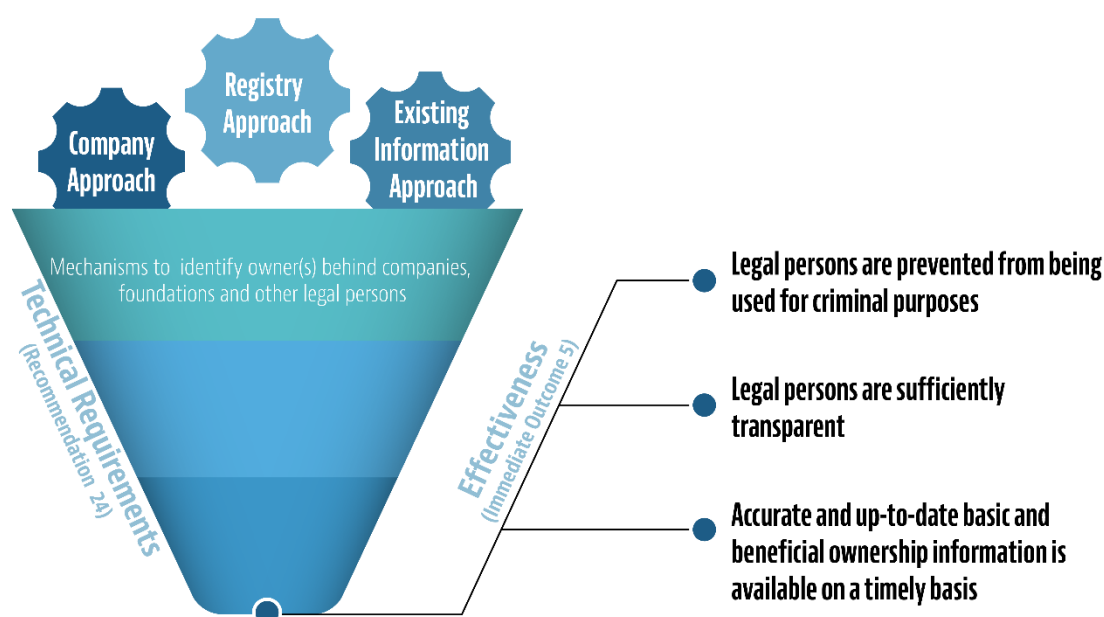 Registry
Approach
Company
Approach
Existing
Information
Approach
Mechanisms to identify owner(s) behind companies,
foundations and other legal persons
Technical Requirements
(Recommendation 24)
Effectiveness
(Immediate Outcome 5)
Legal persons are prevented from being
used for criminal purposes
Legal persons are sufficiently
transparent
Accurate and up-to-date basic and
beneficial ownership information is
available on a timely basis